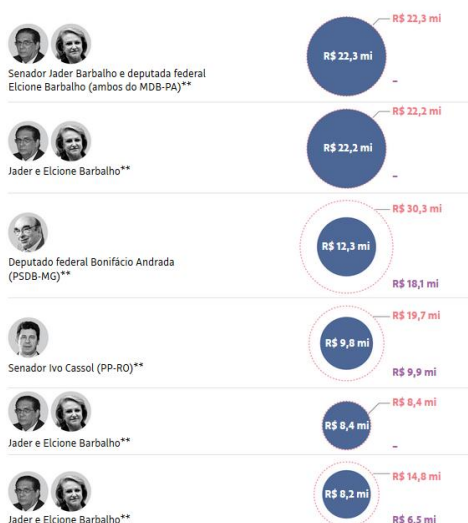 R$ 22,3 mi
R$ 22,3 mi
Senador Jader Barbalho e deputada federal
Elcione Barbalho (ambos do MDB-PA)**
-
R$ 22,2 mi
R$ 22,2 mi
Jader e Elcione Barbalho**
-
R$ 30,3 mi
R$ 12,3 mi
Deputado federal Bonifácio Andrada
(PSDB-MG)**
R$ 18,1 mi
R$ 19,7 mi
R$ 9,8 mi
Senador Ivo Cassol (PP-RO)**
R$ 9,9 mi
R$ 8,4 mi
R$ 8,4 mi
Jader e Elcione Barbalho**
-
R$ 14,8 mi
R$ 8,2 mi
Jader e Elcione Barbalho**
R$ 6,5 mi